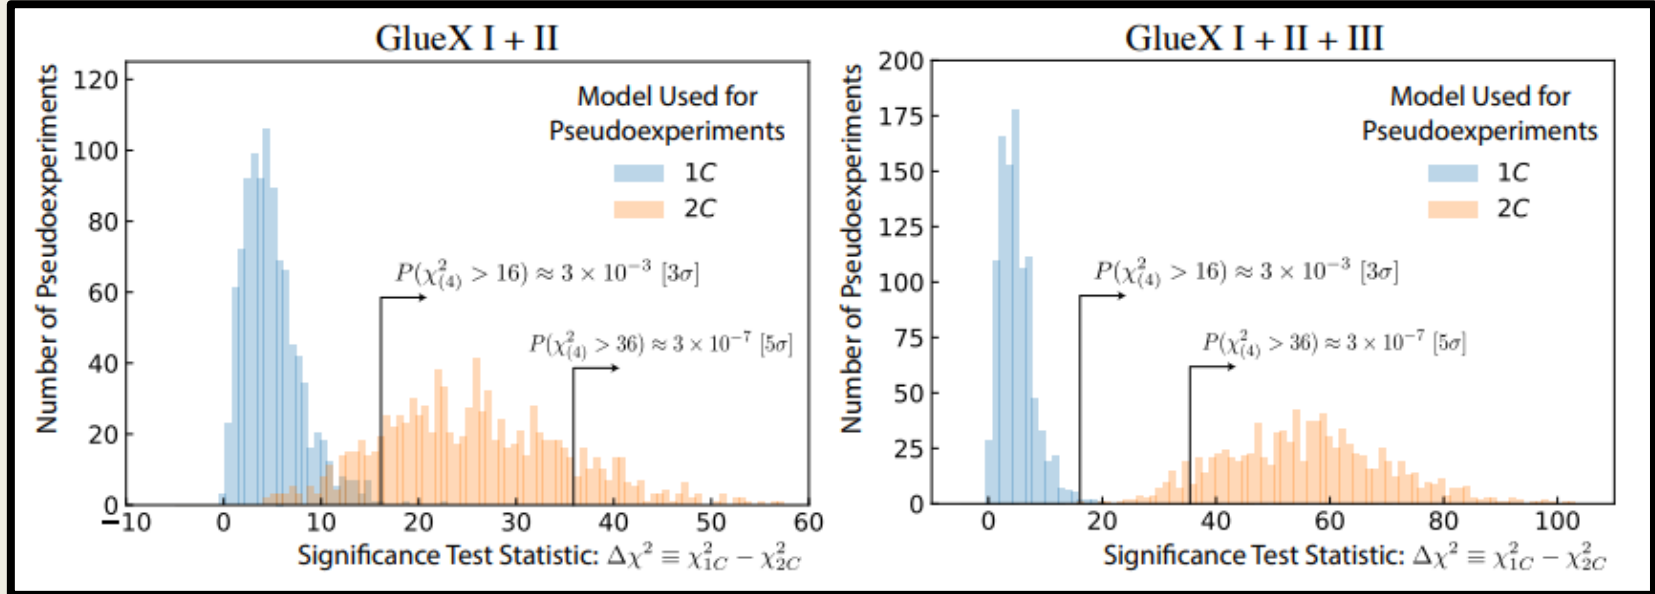 GlueX I + II
Number of Pseudoexperiments
120
100
80
60
40
20
0
Model Used for
Pseudoexperiments
1C
2C
P(χ²₍₄₎ > 16) ≈ 3 × 10⁻³ [3σ]
P(χ²₍₄₎ > 36) ≈ 3 × 10⁻⁷ [5σ]
−10 0 10 20 30 40 50 60
Significance Test Statistic: Δχ² ≡ χ²₁C − χ²₂C
GlueX I + II + III
Number of Pseudoexperiments
200
175
150
125
100
75
50
25
0
Model Used for
Pseudoexperiments
1C
2C
P(χ²₍₄₎ > 16) ≈ 3 × 10⁻³ [3σ]
P(χ²₍₄₎ > 36) ≈ 3 × 10⁻⁷ [5σ]
0 20 40 60 80 100
Significance Test Statistic: Δχ² ≡ χ²₁C − χ²₂C